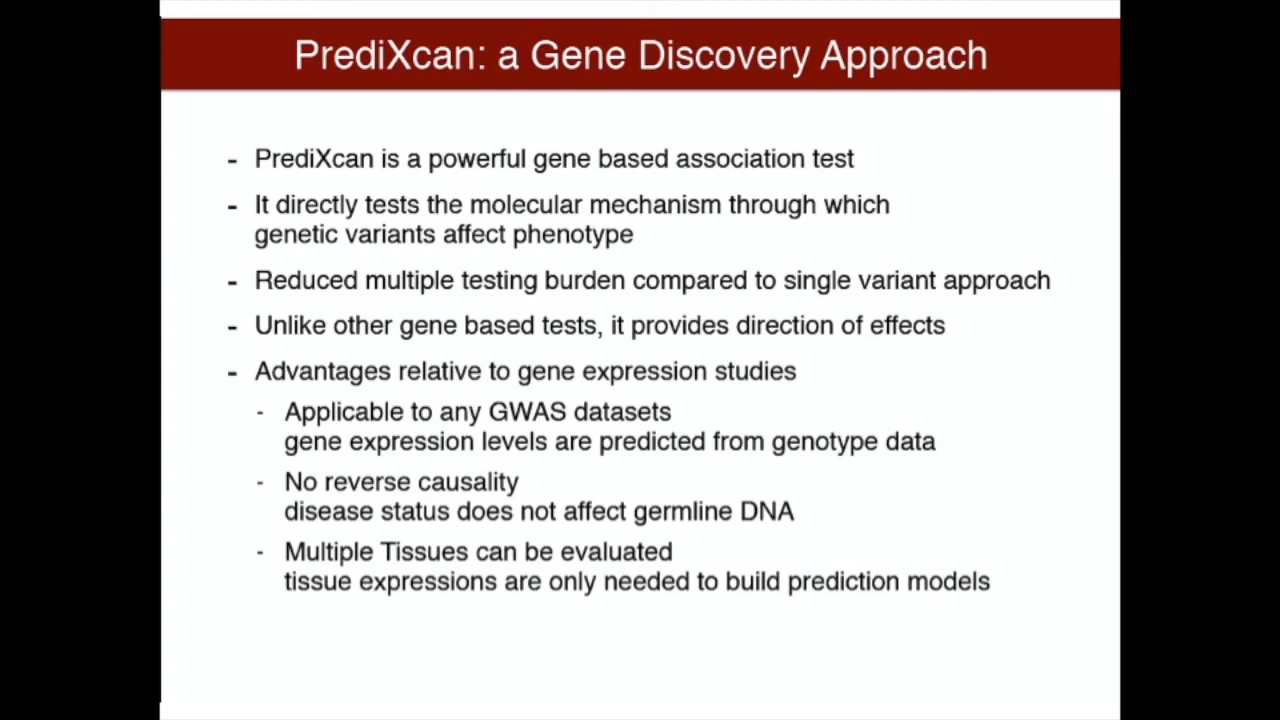 PrediXcan: a Gene Discovery Approach
- PrediXcan is a powerful gene based association test
- It directly tests the molecular mechanism through which
genetic variants affect phenotype
- Reduced multiple testing burden compared to single variant approach
- Unlike other gene based tests, it provides direction of effects
- Advantages relative to gene expression studies
- Applicable to any GWAS datasets
gene expression levels are predicted from genotype data
- No reverse causality
disease status does not affect germline DNA
- Multiple Tissues can be evaluated
tissue expressions are only needed to build prediction models